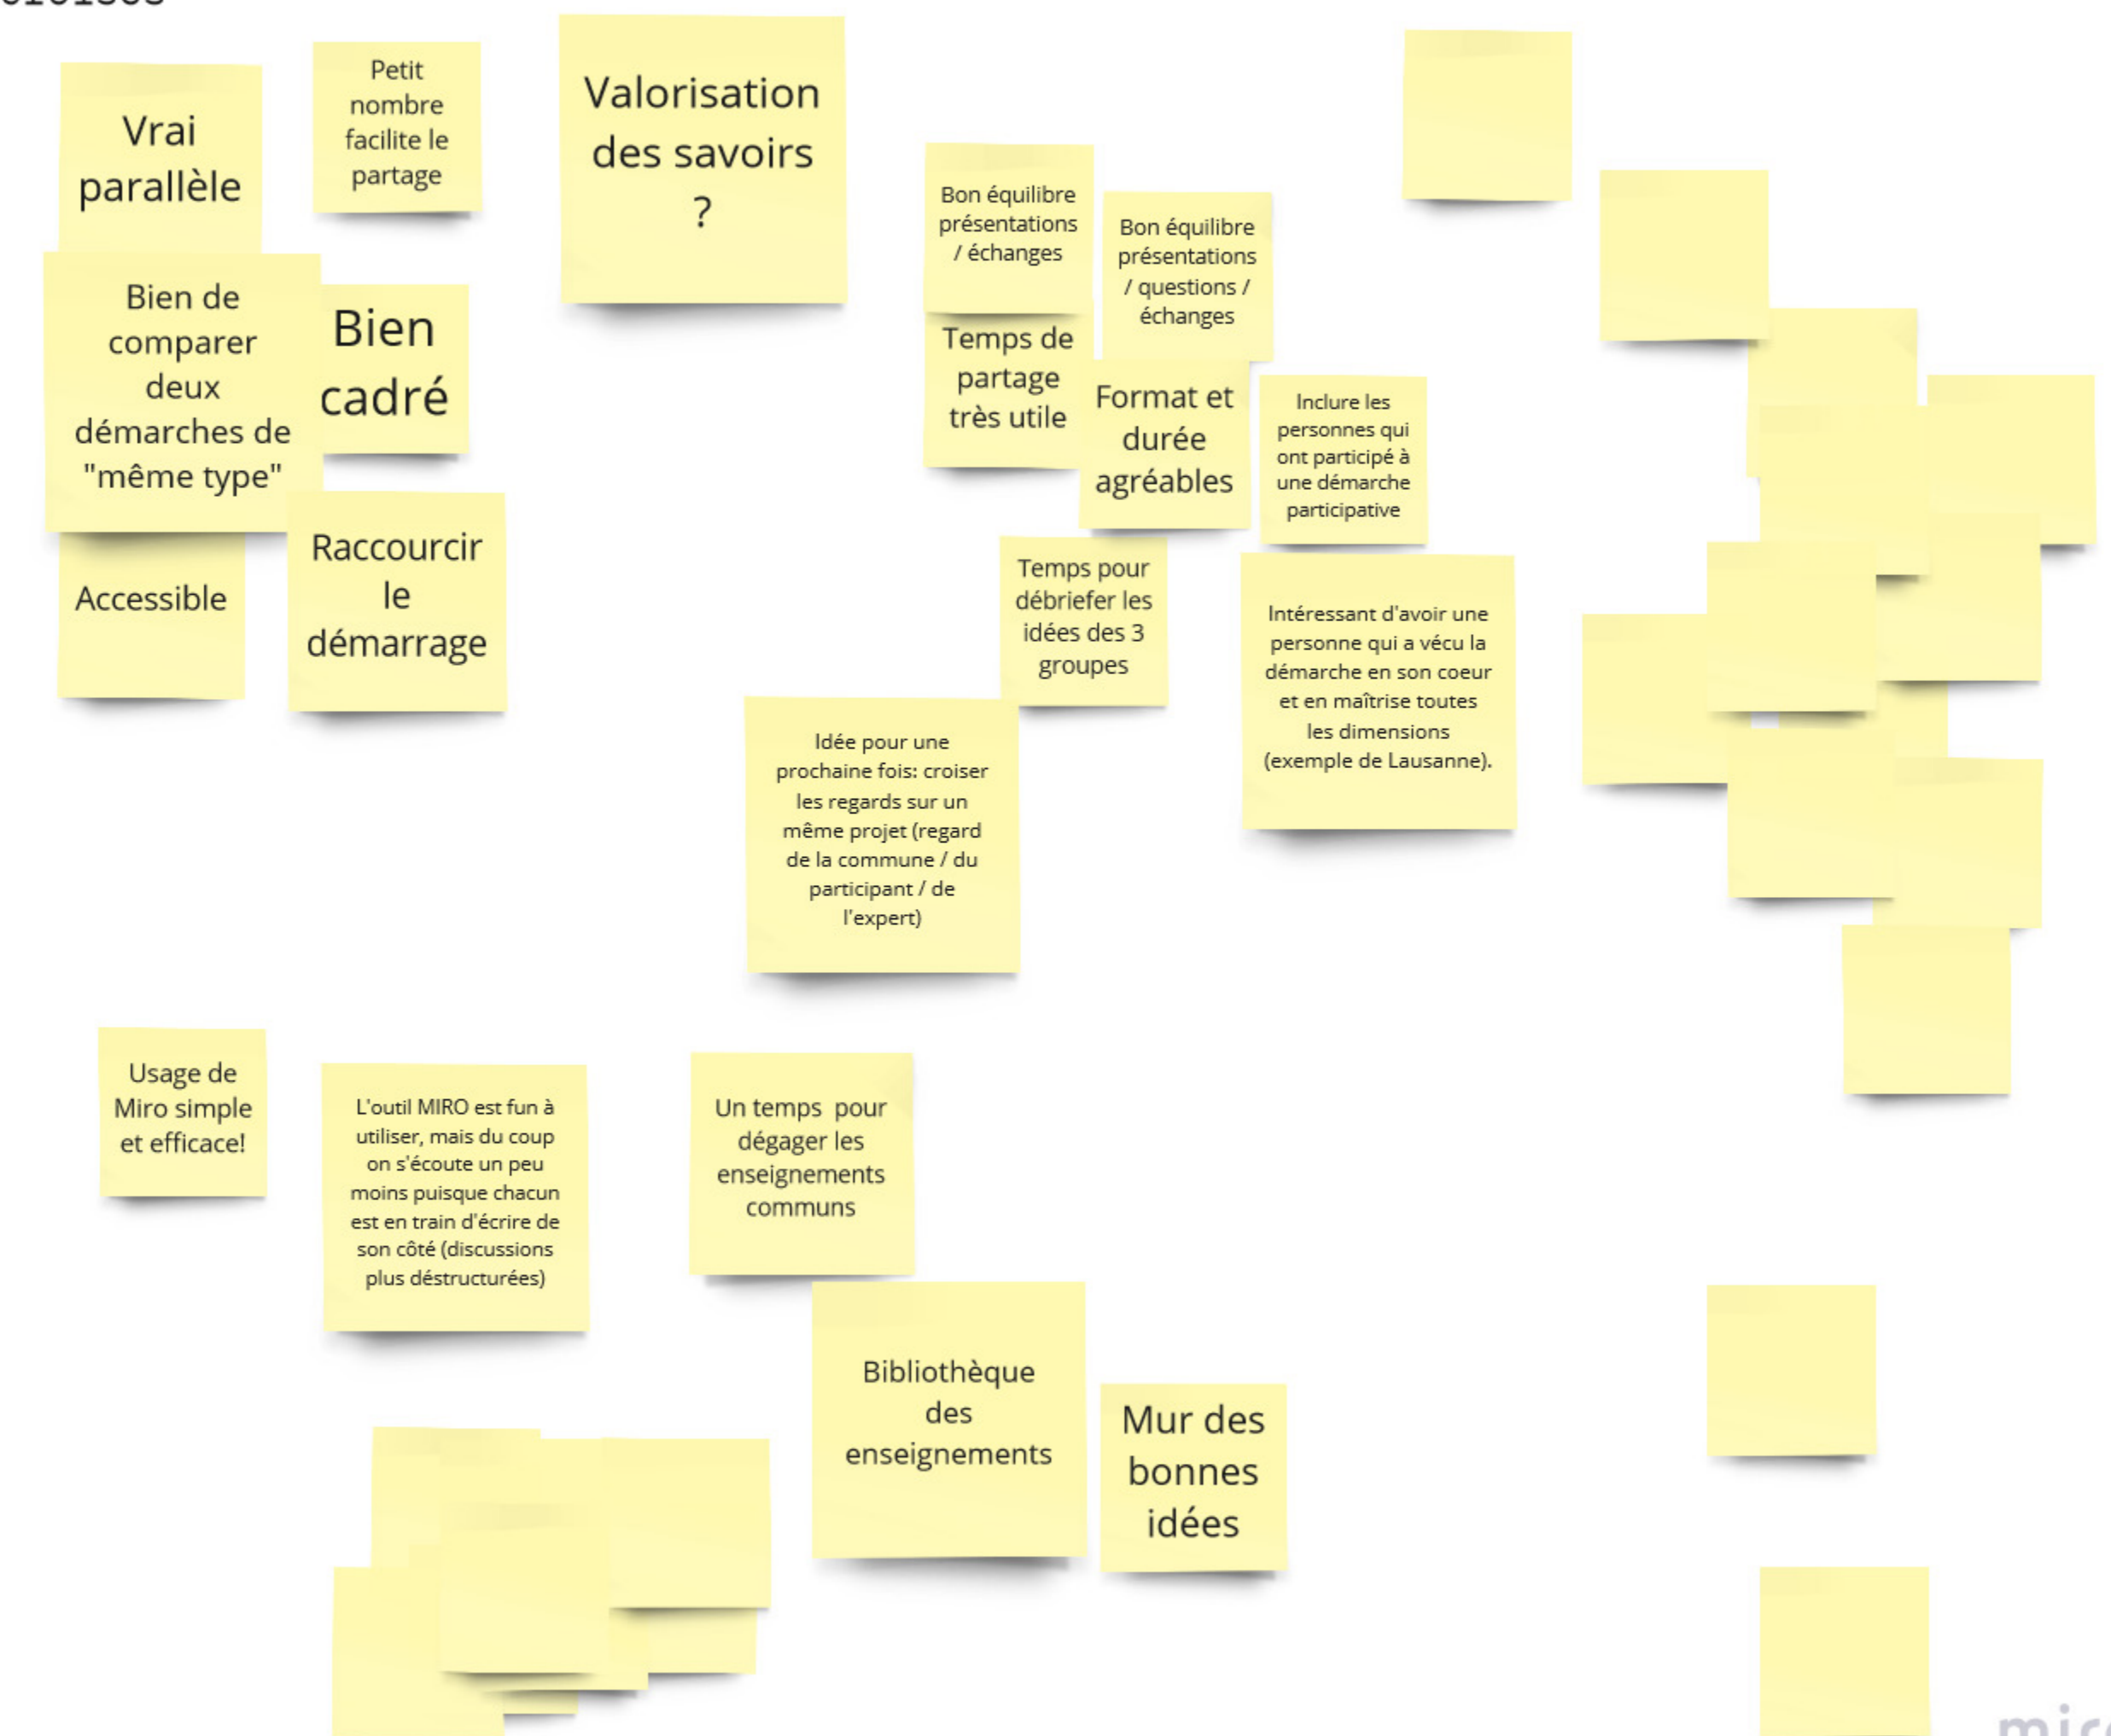 Vrai
parallèle
Petit
nombre
facilite le
partage
Valorisation
des savoirs
?
Bien de
comparer
deux
démarches de
"même type"
Bien
cadré
Accessible
Raccourcir
le
démarrage
Bon équilibre
présentations
/ échanges
Bon équilibre
présentations
/ questions /
échanges
Temps de
partage
très utile
Format et
durée
agréables
Inclure les
personnes qui
ont participé à
une démarche
participative
Temps pour
débriefer les
idées des 3
groupes
Intéressant d'avoir une
personne qui a vécu la
démarche en son coeur
et en maîtrise toutes
les dimensions
(exemple de Lausanne).
Idée pour une
prochaine fois: croiser
les regards sur un
même projet (regard
de la commune / du
participant / de
l'expert)
Usage de
Miro simple
et efficace!
L'outil MIRO est fun à
utiliser, mais du coup
on s'écoute un peu
moins puisque chacun
est en train d'écrire de
son côté (discussions
plus déstructurées)
Un temps  pour
dégager les
enseignements
communs
Bibliothèque
des
enseignements
Mur des
bonnes
idées